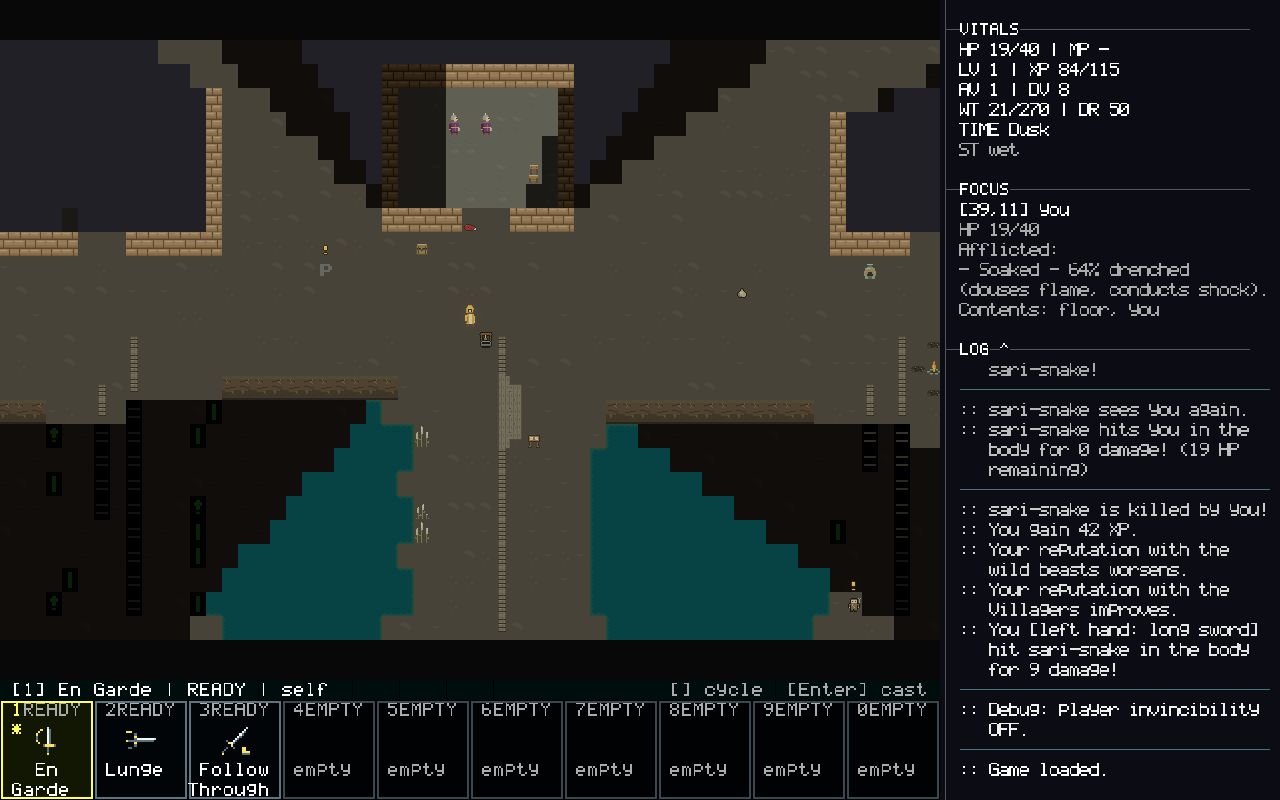 VITALS
HP 19/40 | MP -
LV 1 | XP 84/115
AV 1 | DV 8
WT 21/270 | DR 50
TIME Dusk
ST wet
FOCUS
[39,11] You
HP 19/40
Afflicted:
- Soaked - 64% drenched
(douses flame, conducts shock).
Contents: floor, You
LOG ^
sari-snake!
:: sari-snake sees you again.
:: sari-snake hits you in the
body for 0 damage! (19 HP
remaining)
:: sari-snake is killed by you!
:: You gain 42 XP.
:: Your reputation with the
wild beasts worsens.
:: Your reputation with the
Villagers improves.
:: You [left hand: long sword]
hit sari-snake in the body
for 9 damage!
:: Debug: Player invincibility
OFF.
:: Game loaded.
P
[1] En Garde | READY | self
[] cycle [Enter] cast
1READY 2READY 3READY 4EMPTY 5EMPTY 6EMPTY 7EMPTY 8EMPTY 9EMPTY 0EMPTY
*
En Lunge Follow empty empty empty empty empty empty empty
Garde Through